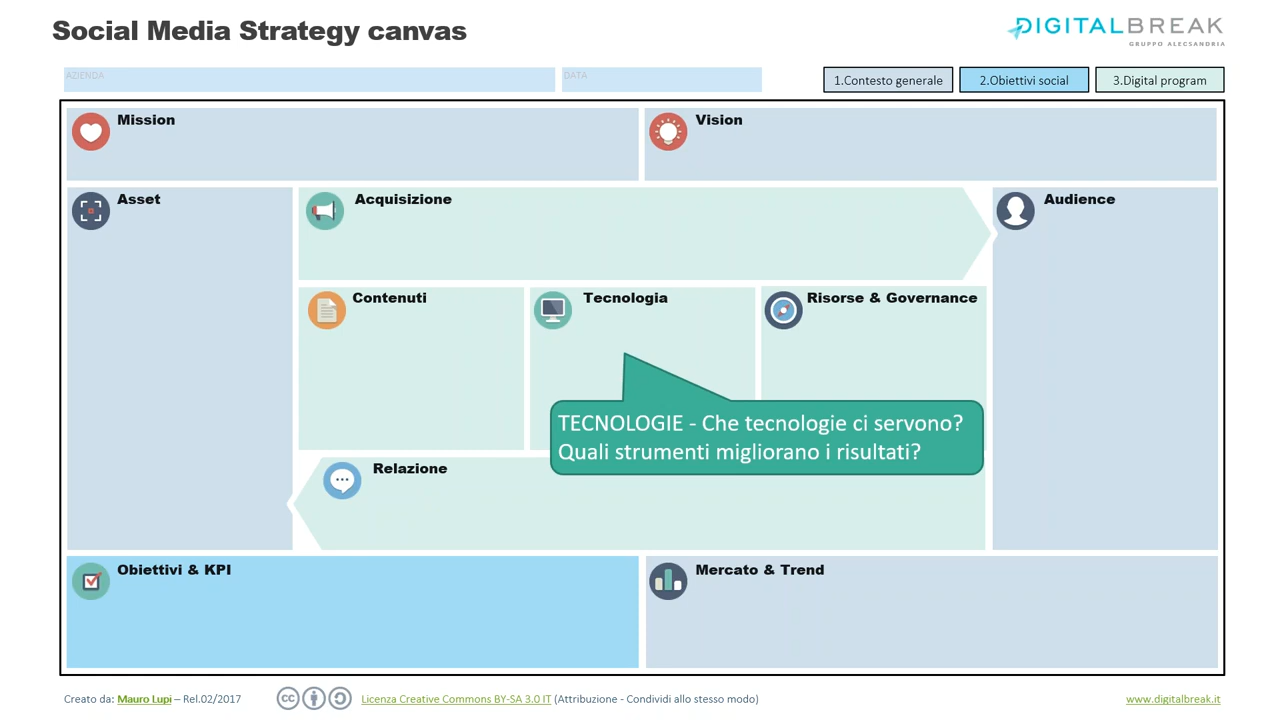 Social Media Strategy canvas
DIGITALBREAK
GRUPPO ALECSANDRIA
AZIENDA
DATA
1.Contesto generale
2.Obiettivi social
3.Digital program
Mission
Vision
Asset
Acquisizione
Audience
Contenuti
Tecnologia
Risorse & Governance
TECNOLOGIE - Che tecnologie ci servono?
Quali strumenti migliorano i risultati?
Relazione
Obiettivi & KPI
Mercato & Trend
Creato da: Mauro Lupi – Rel.02/2017
cc
Licenza Creative Commons BY-SA 3.0 IT (Attribuzione - Condividi allo stesso modo)
www.digitalbreak.it